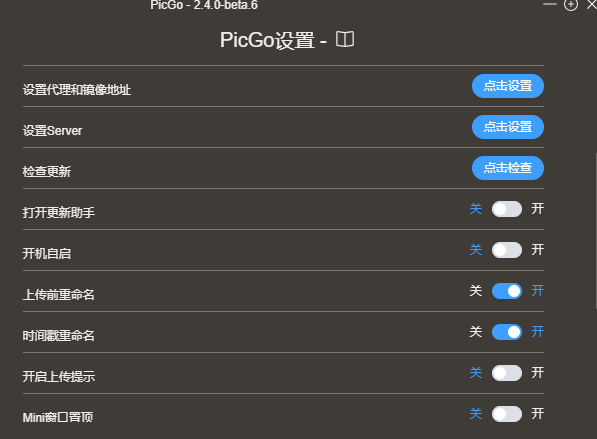 PicGo - 2.4.0-beta.6
PicGo设置 -
设置代理和镜像地址 点击设置
设置Server 点击设置
检查更新 点击检查
打开更新助手 关 开
开机自启 关 开
上传前重命名 关 开
时间戳重命名 关 开
开启上传提示 关 开
Mini窗口置顶 关 开